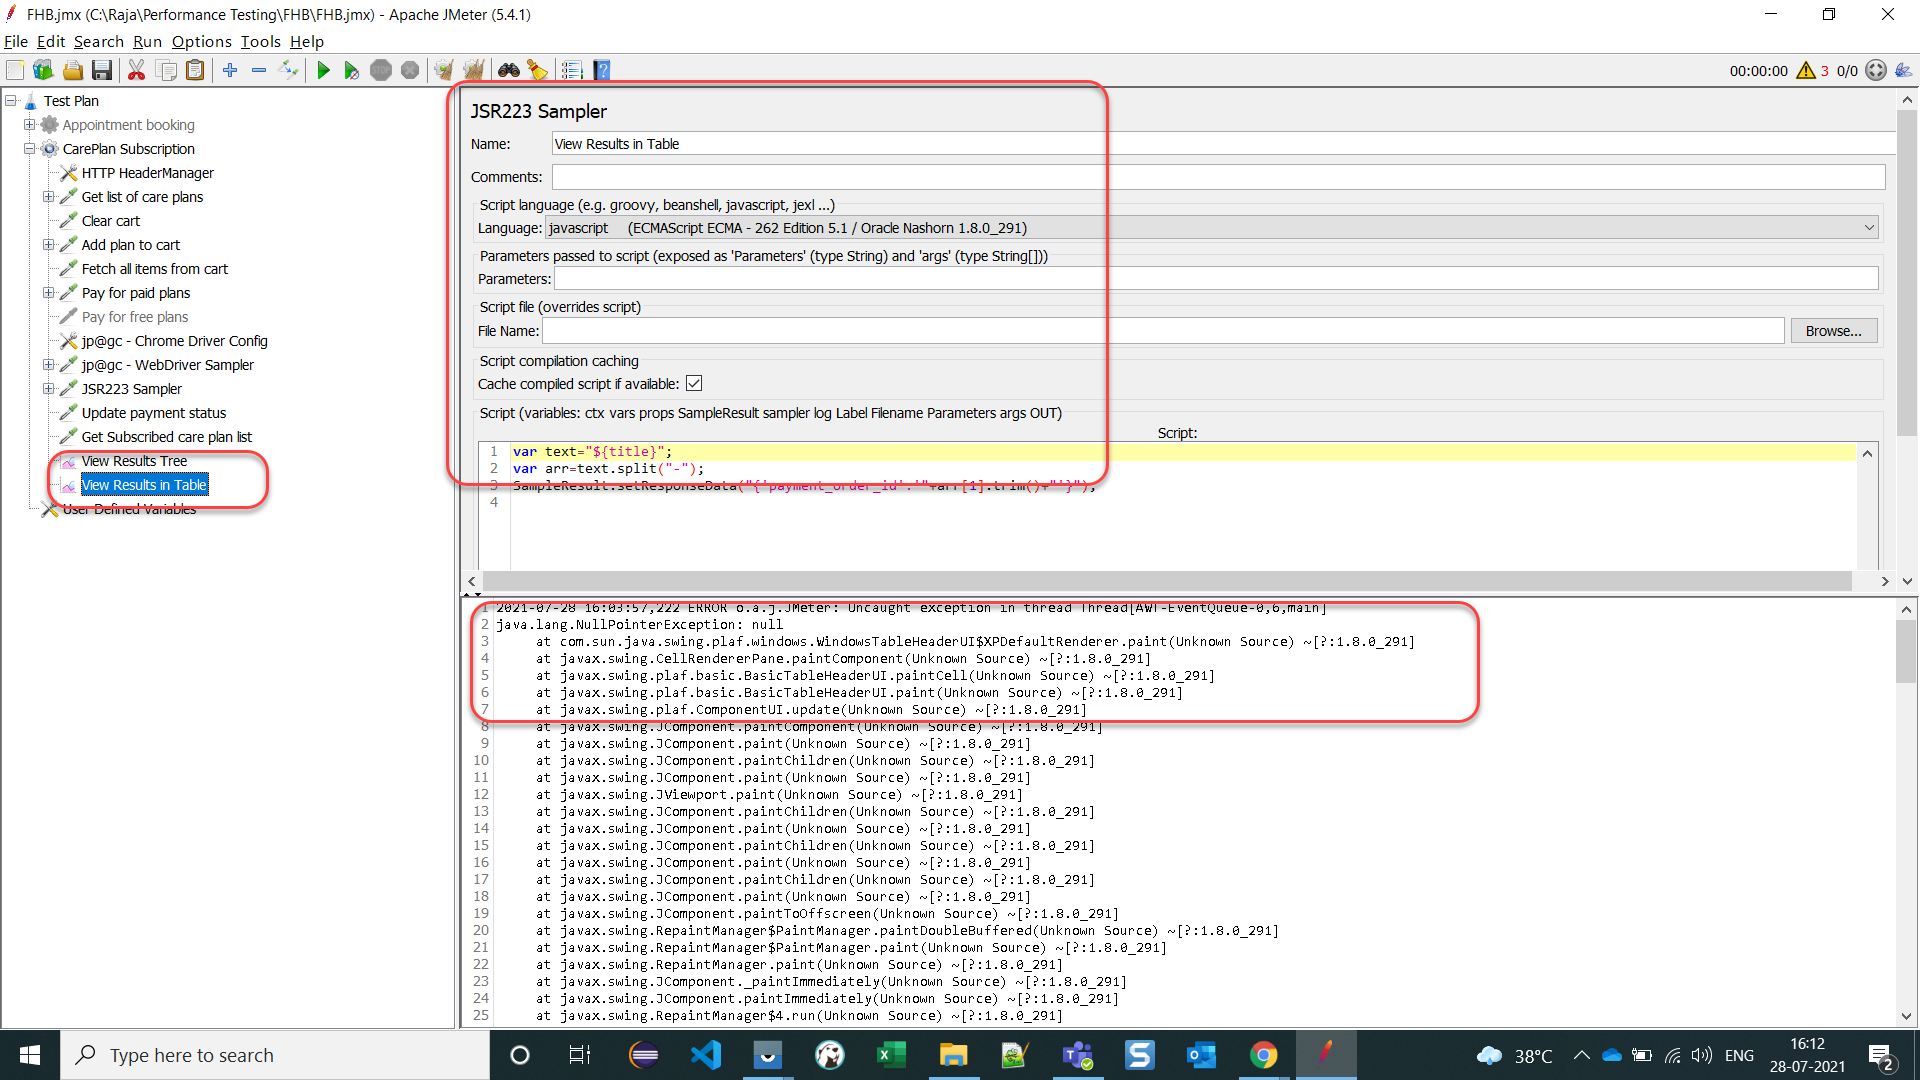 FHB.jmx (C:\Raja\Performance Testing\FHB\FHB.jmx) - Apache JMeter (5.4.1)
File Edit Search Run Options Tools Help
00:00:00 3 0/0
Test Plan
Appointment booking
CarePlan Subscription
HTTP HeaderManager
Get list of care plans
Clear cart
Add plan to cart
Fetch all items from cart
Pay for paid plans
Pay for free plans
jp@gc - Chrome Driver Config
jp@gc - WebDriver Sampler
JSR223 Sampler
Update payment status
Get Subscribed care plan list
View Results Tree
View Results in Table
User Defined Variables
JSR223 Sampler
Name: View Results in Table
Comments:
Script language (e.g. groovy, beanshell, javascript, jexl ...)
Language: javascript (ECMAScript ECMA - 262 Edition 5.1 / Oracle Nashorn 1.8.0_291)
Parameters passed to script (exposed as 'Parameters' (type String) and 'args' (type String[]))
Parameters:
Script file (overrides script)
File Name: Browse...
Script compilation caching
Cache compiled script if available:
Script (variables: ctx vars props SampleResult sampler log Label Filename Parameters args OUT)
Script:
1 var text="${title}";
2 var arr=text.split("-");
3 SampleResult.setResponseData("{'payment_order_id':'"+arr[1].trim()+"'}");
4
1 2021-07-28 16:03:57,222 ERROR o.a.j.JMeter: Uncaught exception in thread Thread[AWT-EventQueue-0,6,main]
2 java.lang.NullPointerException: null
3 at com.sun.java.swing.plaf.windows.WindowsTableHeaderUI$XPDefaultRenderer.paint(Unknown Source) ~[?:1.8.0_291]
4 at javax.swing.CellRendererPane.paintComponent(Unknown Source) ~[?:1.8.0_291]
5 at javax.swing.plaf.basic.BasicTableHeaderUI.paintCell(Unknown Source) ~[?:1.8.0_291]
6 at javax.swing.plaf.basic.BasicTableHeaderUI.paint(Unknown Source) ~[?:1.8.0_291]
7 at javax.swing.plaf.ComponentUI.update(Unknown Source) ~[?:1.8.0_291]
8 at javax.swing.JComponent.paintComponent(Unknown Source) ~[?:1.8.0_291]
9 at javax.swing.JComponent.paint(Unknown Source) ~[?:1.8.0_291]
10 at javax.swing.JComponent.paintChildren(Unknown Source) ~[?:1.8.0_291]
11 at javax.swing.JComponent.paint(Unknown Source) ~[?:1.8.0_291]
12 at javax.swing.JViewport.paint(Unknown Source) ~[?:1.8.0_291]
13 at javax.swing.JComponent.paintChildren(Unknown Source) ~[?:1.8.0_291]
14 at javax.swing.JComponent.paint(Unknown Source) ~[?:1.8.0_291]
15 at javax.swing.JComponent.paintChildren(Unknown Source) ~[?:1.8.0_291]
16 at javax.swing.JComponent.paint(Unknown Source) ~[?:1.8.0_291]
17 at javax.swing.JComponent.paintChildren(Unknown Source) ~[?:1.8.0_291]
18 at javax.swing.JComponent.paint(Unknown Source) ~[?:1.8.0_291]
19 at javax.swing.JComponent.paintToOffscreen(Unknown Source) ~[?:1.8.0_291]
20 at javax.swing.RepaintManager$PaintManager.paintDoubleBuffered(Unknown Source) ~[?:1.8.0_291]
21 at javax.swing.RepaintManager$PaintManager.paint(Unknown Source) ~[?:1.8.0_291]
22 at javax.swing.RepaintManager.paint(Unknown Source) ~[?:1.8.0_291]
23 at javax.swing.JComponent._paintImmediately(Unknown Source) ~[?:1.8.0_291]
24 at javax.swing.JComponent.paintImmediately(Unknown Source) ~[?:1.8.0_291]
25 at javax.swing.RepaintManager$4.run(Unknown Source) ~[?:1.8.0_291]
Type here to search
38°C
ENG
16:12
28-07-2021
2